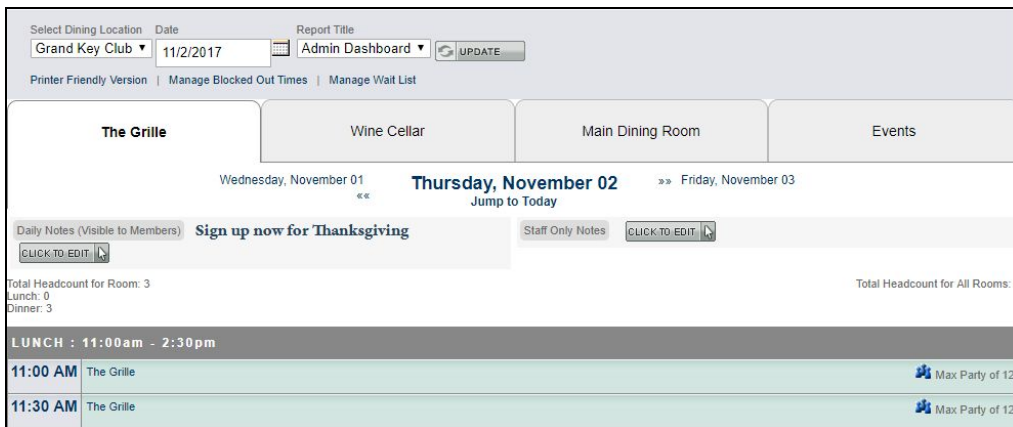 Select Dining Location Date Report Title
Grand Key Club 11/2/2017 Admin Dashboard UPDATE
Printer Friendly Version | Manage Blocked Out Times | Manage Wait List
The Grille Wine Cellar Main Dining Room Events
Wednesday, November 01 Thursday, November 02 »» Friday, November 03
««
Jump to Today
Daily Notes (Visible to Members) Sign up now for Thanksgiving Staff Only Notes CLICK TO EDIT
CLICK TO EDIT
Total Headcount for Room: 3 Total Headcount for All Rooms:
Lunch: 0
Dinner: 3
LUNCH : 11:00am - 2:30pm
11:00 AM The Grille Max Party of 12
11:30 AM The Grille Max Party of 12